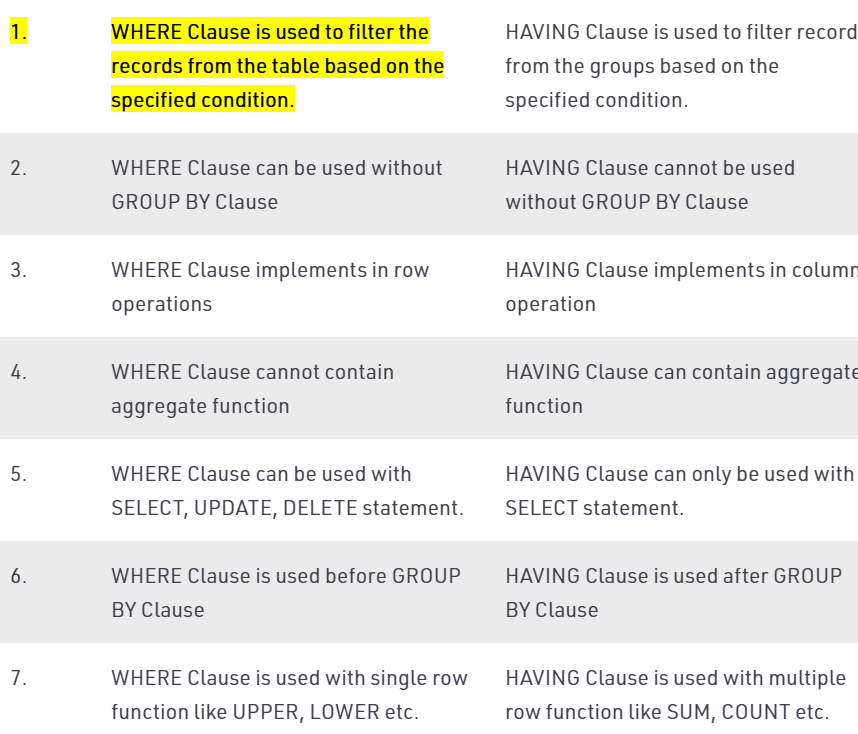 1. WHERE Clause is used to filter the HAVING Clause is used to filter record
records from the table based on the from the groups based on the
specified condition. specified condition.
2. WHERE Clause can be used without HAVING Clause cannot be used
GROUP BY Clause without GROUP BY Clause
3. WHERE Clause implements in row HAVING Clause implements in column
operations operation
4. WHERE Clause cannot contain HAVING Clause can contain aggregate
aggregate function function
5. WHERE Clause can be used with HAVING Clause can only be used with
SELECT, UPDATE, DELETE statement. SELECT statement.
6. WHERE Clause is used before GROUP HAVING Clause is used after GROUP
BY Clause BY Clause
7. WHERE Clause is used with single row HAVING Clause is used with multiple
function like UPPER, LOWER etc. row function like SUM, COUNT etc.